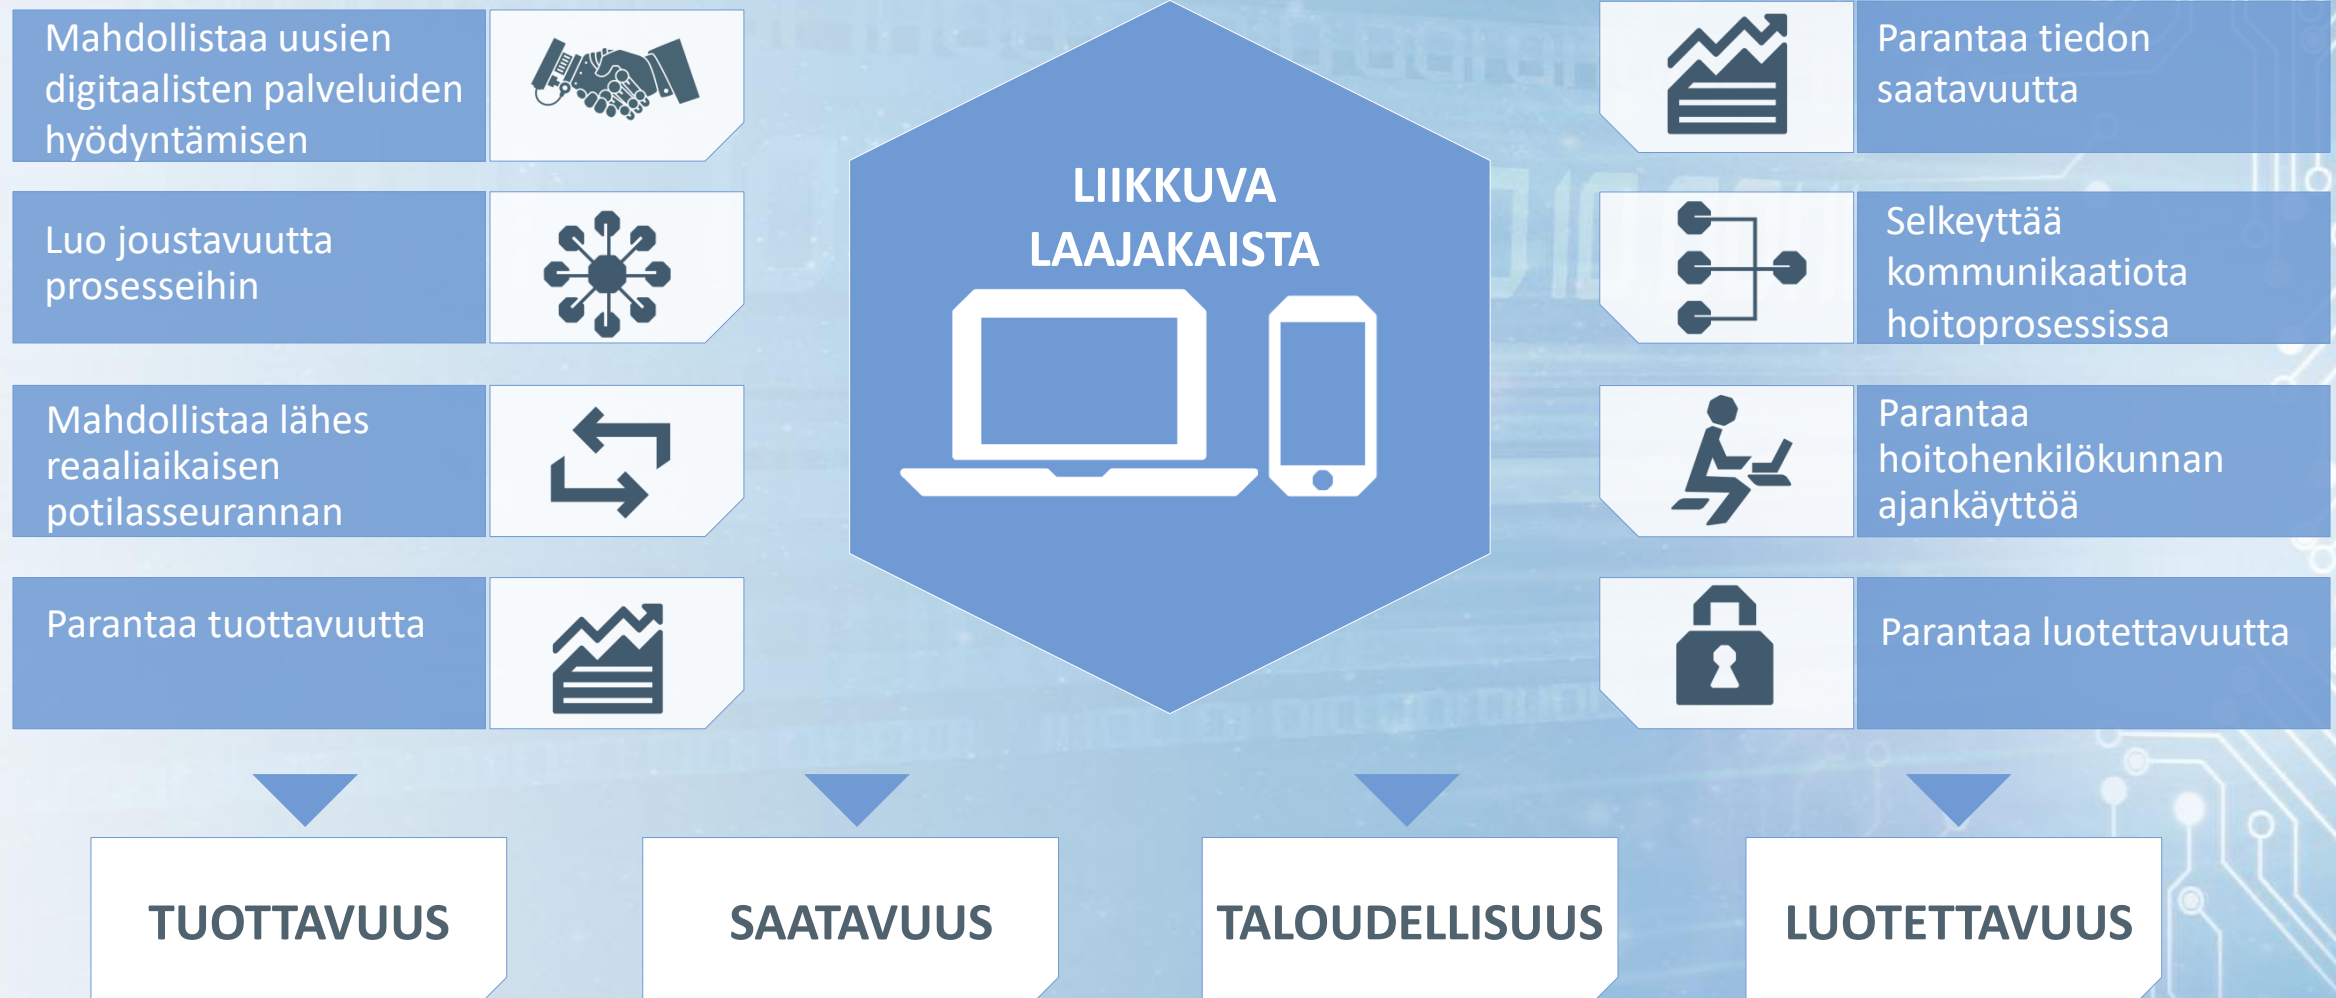 Mahdollistaa uusien
digitaalisten palveluiden
hyödyntämisen
Luo joustavuutta
prosesseihin
Mahdollistaa lähes
reaaliaikaisen
potilasseurannan
Parantaa tuottavuutta
LIIKKUVA
LAAJAKAISTA
Parantaa tiedon
saatavuutta
Selkeyttää
kommunikaatiota
hoitoprosessissa
Parantaa
hoitohenkilökunnan
ajankäyttöä
Parantaa luotettavuutta
TUOTTAVUUS
SAATAVUUS
TALOUDELLISUUS
LUOTETTAVUUS